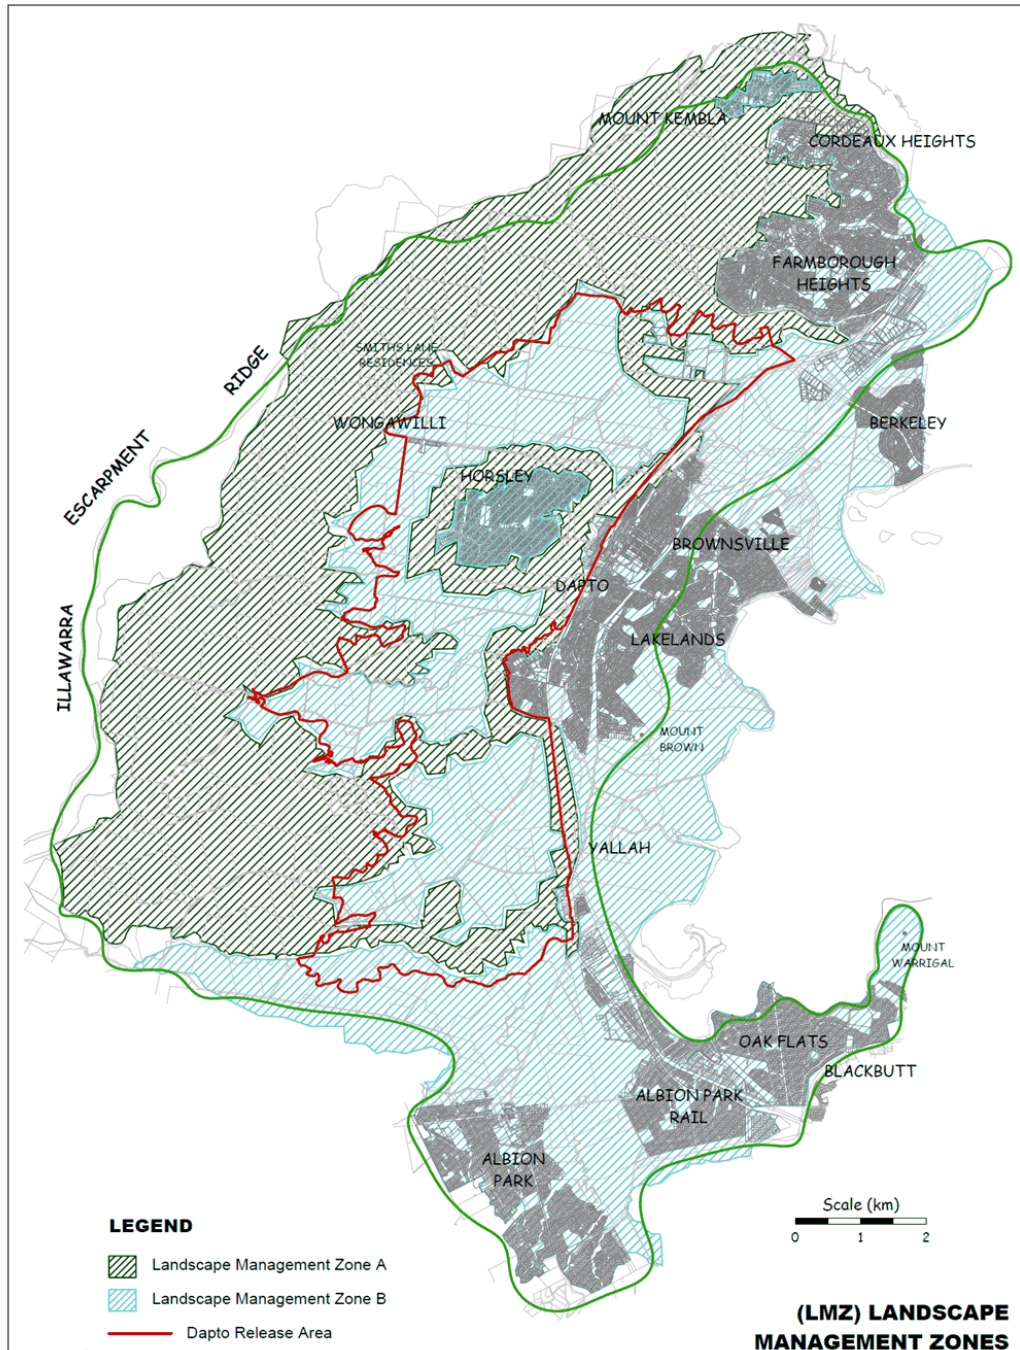 MOUNT KEMBLA
CORDEAUX HEIGHTS
FARMBOROUGH
HEIGHTS
SMITHS LANE
RESIDENCES
RIDGE
ESCARPMENT
ILLAWARRA
WONGAWILLI
BERKELEY
HORSLEY
BROWNSVILLE
DAPTO
LAKELANDS
MOUNT
BROWN
YALLAH
MOUNT
WARRIGAL
OAK FLATS
BLACKBUTT
ALBION PARK
RAIL
ALBION
PARK
Scale (km)
0 1 2
LEGEND
Landscape Management Zone A
Landscape Management Zone B
Dapto Release Area
(LMZ) LANDSCAPE
MANAGEMENT ZONES